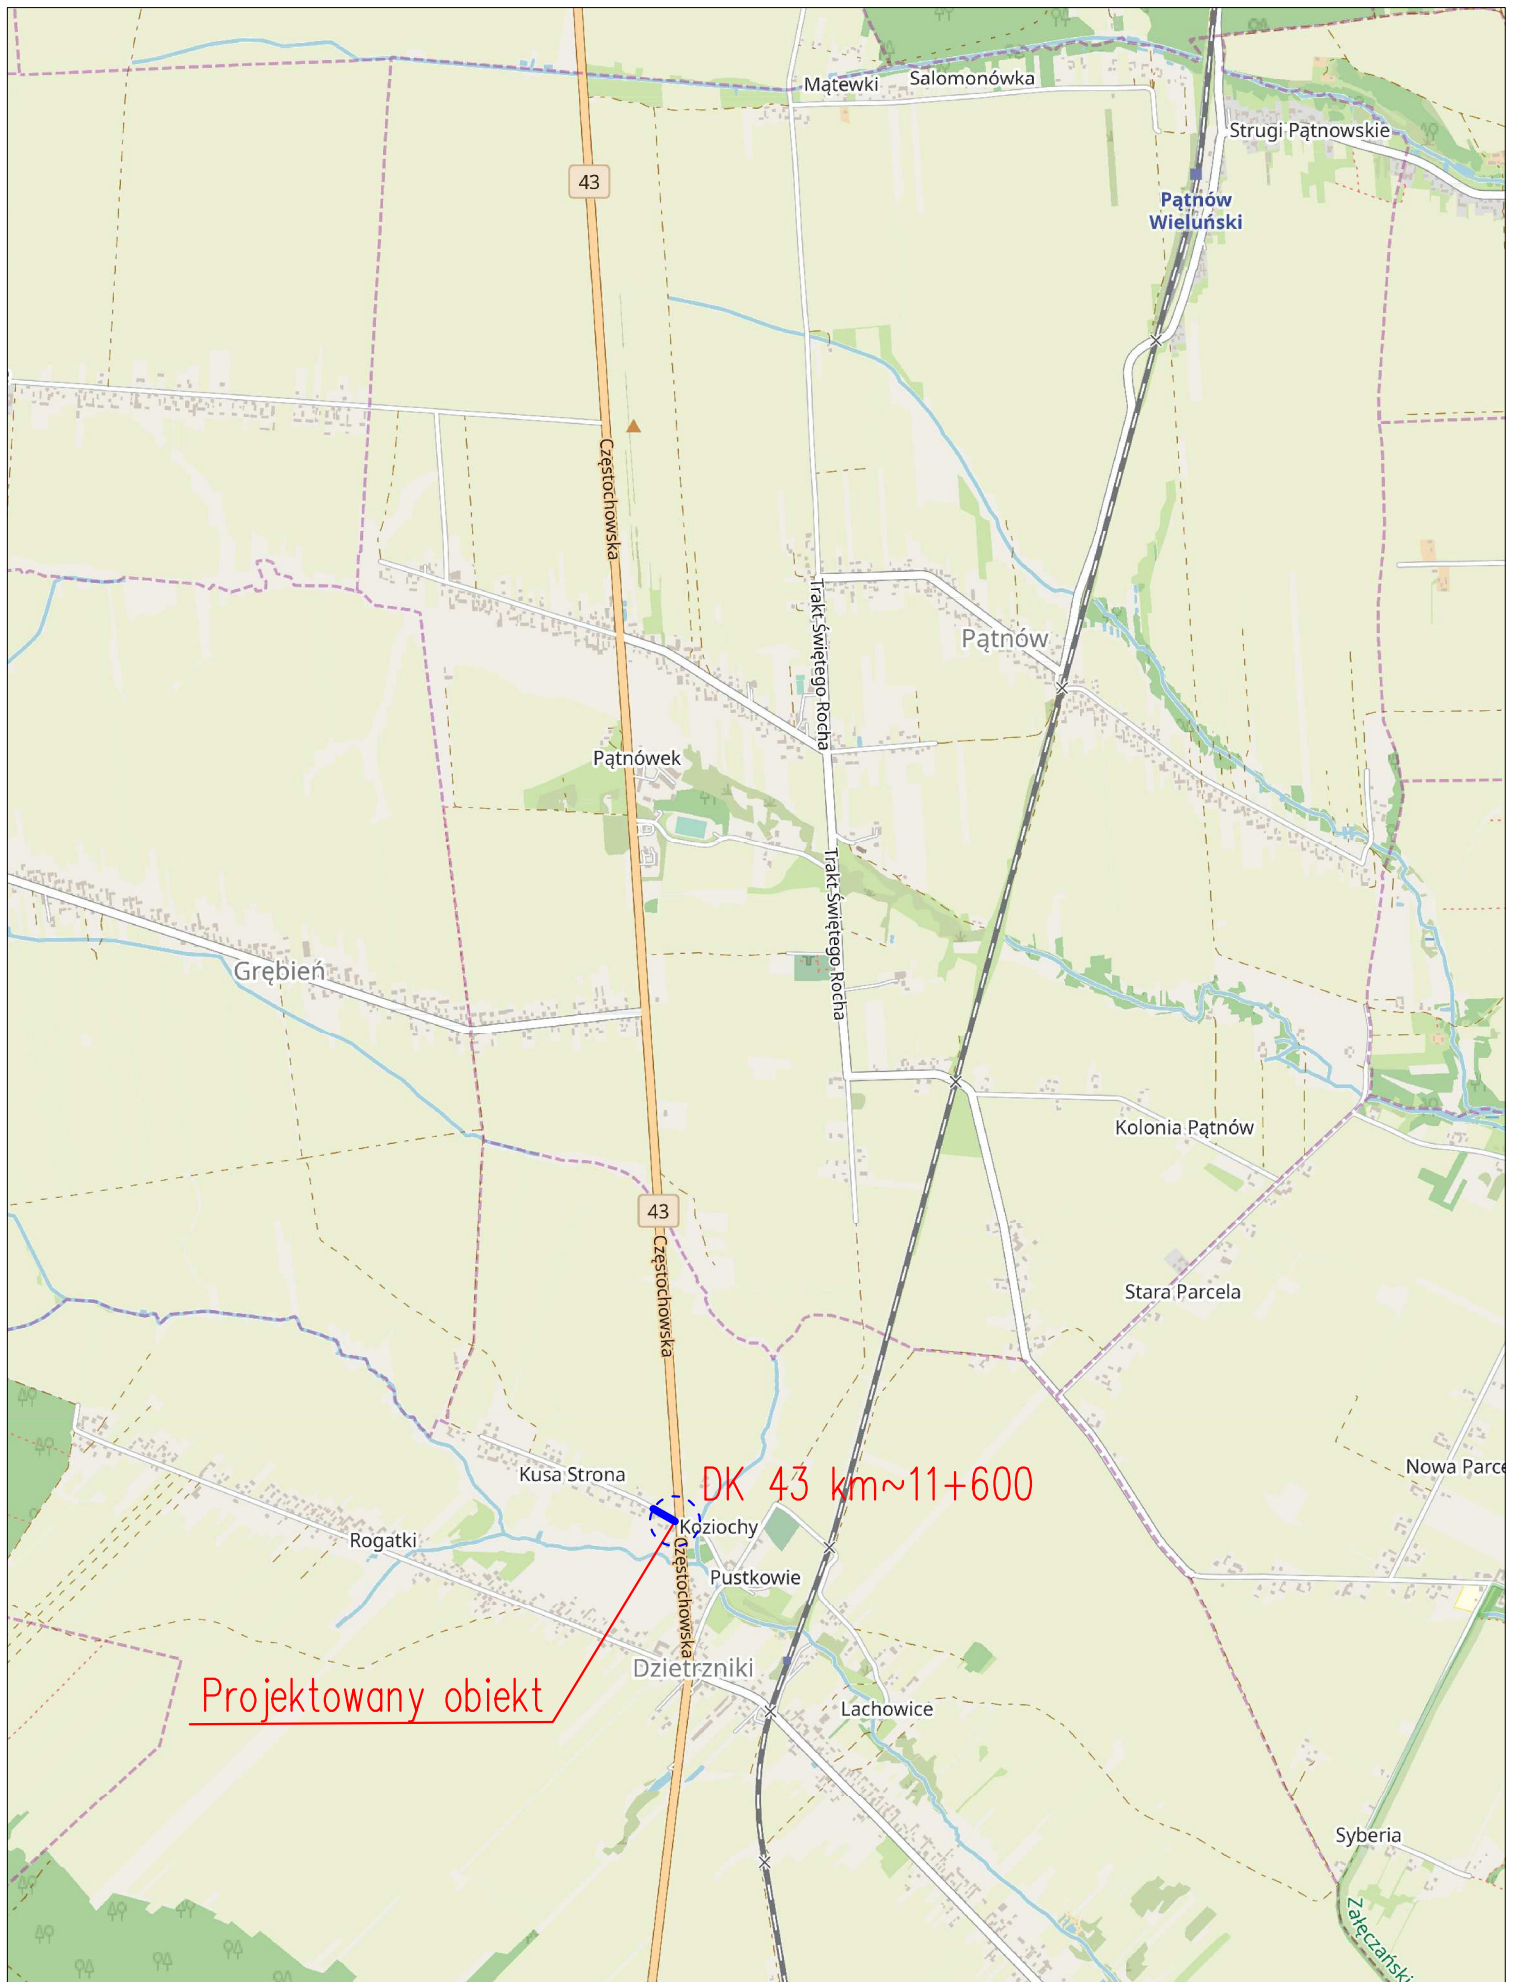 Mątewki
Salomonówka
Strugi Pątnowskie
43
Pątnów
Wieluński
Częstochowska
Trakt Świętego Rocha
Pątnów
Pątnówek
Trakt Świętego Rocha
Grębień
Kolonia Pątnów
43
Częstochowska
Stara Parcela
Kusa Strona
DK 43 km~11+600
Nowa Parce
Koziochy
Rogatki
Częstochowska
Pustkowie
Dzietrzniki
Projektowany obiekt
Lachowice
Syberia
Załęczański